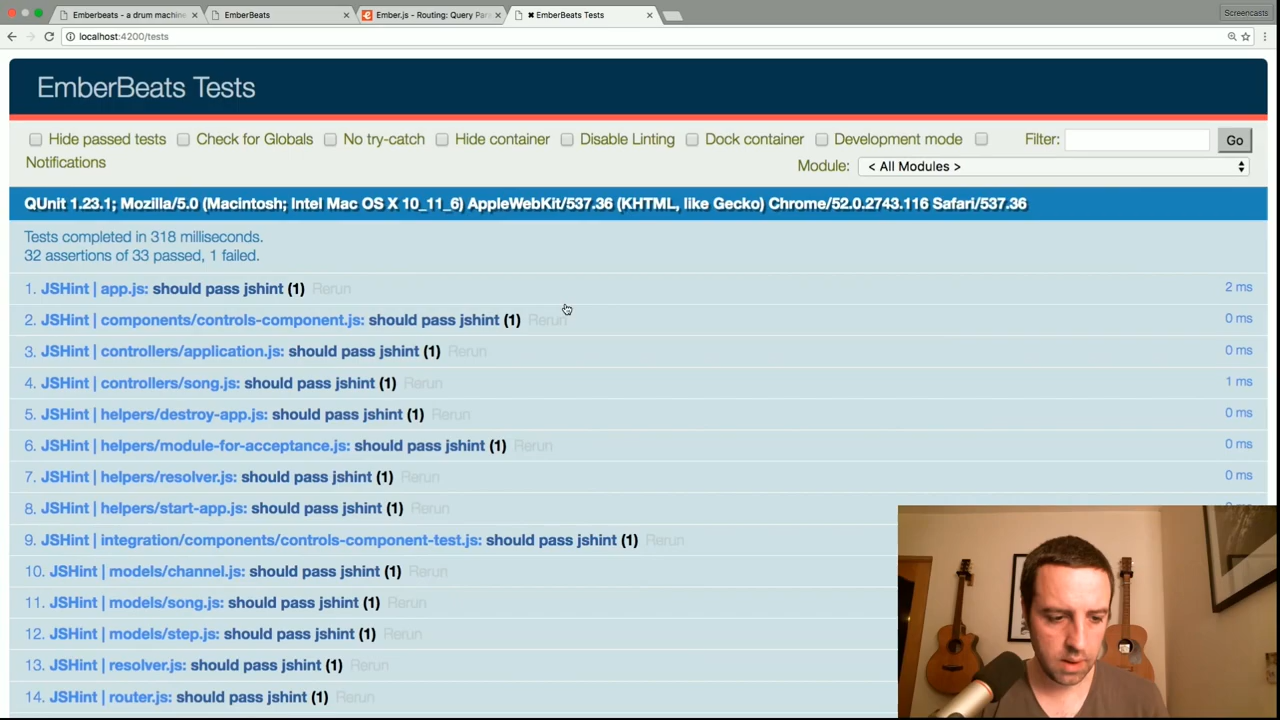 Screencasts
Emberbeats - a drum machine
EmberBeats
Ember.js - Routing: Query Par
✖ EmberBeats Tests
localhost:4200/tests
EmberBeats Tests
Hide passed tests
Check for Globals
No try-catch
Hide container
Disable Linting
Dock container
Development mode
Notifications
Filter:
Go
Module:
< All Modules >
QUnit 1.23.1; Mozilla/5.0 (Macintosh; Intel Mac OS X 10_11_6) AppleWebKit/537.36 (KHTML, like Gecko) Chrome/52.0.2743.116 Safari/537.36
Tests completed in 318 milliseconds.
32 assertions of 33 passed, 1 failed.
1. JSHint | app.js: should pass jshint (1) Rerun 2 ms
2. JSHint | components/controls-component.js: should pass jshint (1) Rerun 0 ms
3. JSHint | controllers/application.js: should pass jshint (1) Rerun 0 ms
4. JSHint | controllers/song.js: should pass jshint (1) Rerun 1 ms
5. JSHint | helpers/destroy-app.js: should pass jshint (1) Rerun 0 ms
6. JSHint | helpers/module-for-acceptance.js: should pass jshint (1) Rerun 0 ms
7. JSHint | helpers/resolver.js: should pass jshint (1) Rerun 0 ms
8. JSHint | helpers/start-app.js: should pass jshint (1) Rerun
9. JSHint | integration/components/controls-component-test.js: should pass jshint (1) Rerun
10. JSHint | models/channel.js: should pass jshint (1) Rerun
11. JSHint | models/song.js: should pass jshint (1) Rerun
12. JSHint | models/step.js: should pass jshint (1) Rerun
13. JSHint | resolver.js: should pass jshint (1) Rerun
14. JSHint | router.js: should pass jshint (1) Rerun